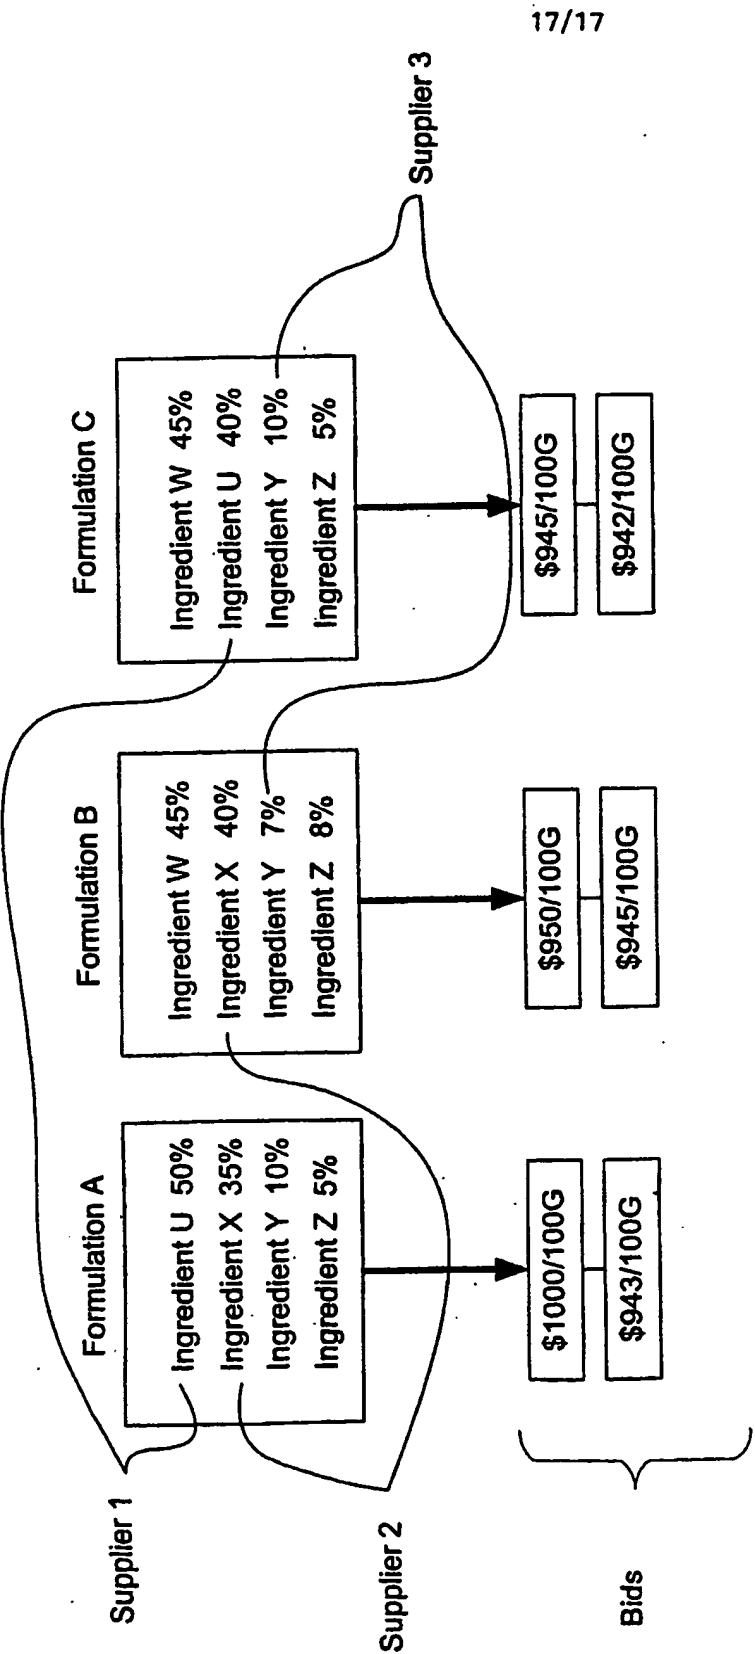 17/17
Formulation A
Ingredient U 50%
Ingredient X 35%
Ingredient Y 10%
Ingredient Z 5%
Formulation B
Ingredient W 45%
Ingredient X 40%
Ingredient Y 7%
Ingredient Z 8%
Formulation C
Ingredient W 45%
Ingredient U 40%
Ingredient Y 10%
Ingredient Z 5%
Supplier 1
Supplier 2
Supplier 3
Bids
$1000/100G
$943/100G
$950/100G
$945/100G
$945/100G
$942/100G